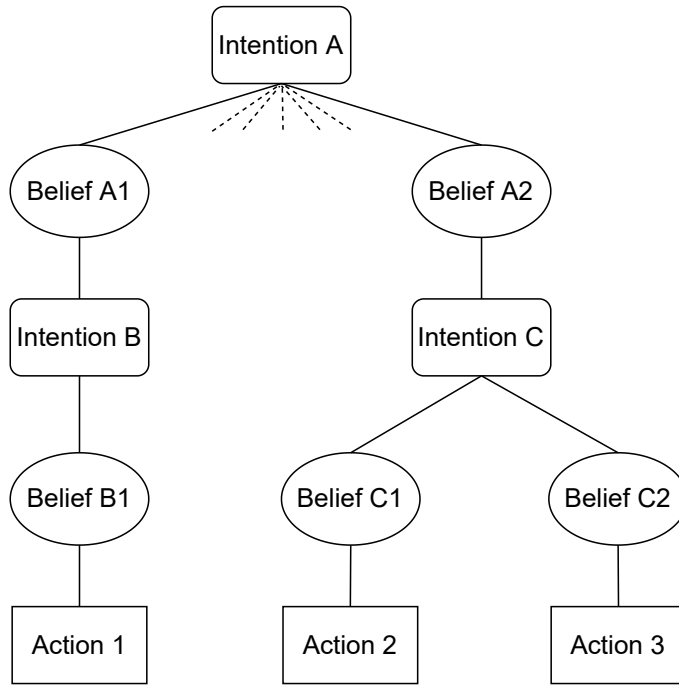 Intention A
Belief A1
Belief A2
Intention B
Intention C
Belief B1
Belief C1
Belief C2
Action 1
Action 2
Action 3